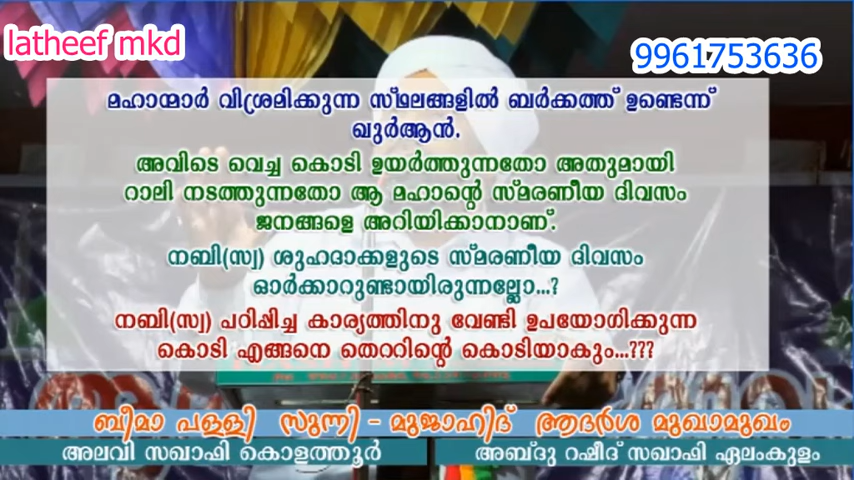 latheef mkd
9961753636
മഹാന്മാർ വിശ്രമിക്കുന്ന സ്ഥലങ്ങളിൽ ബർക്കത്ത് ഉണ്ടെന്ന്
ഖുർആൻ.
അവിടെ വെച്ച കൊടി ഉയർത്തുന്നതോ അതുമായി
റാലി നടത്തുന്നതോ ആ മഹാന്റെ സ്മരണീയ ദിവസം
ജനങ്ങളെ അറിയിക്കാനാണ്.
നബി(സ്വ) ശുഹദാക്കളുടെ സ്മരണീയ ദിവസം
ഓർക്കാറുണ്ടായിരുന്നല്ലോ...?
നബി(സ്വ) പഠിപ്പിച്ച കാര്യത്തിനു വേണ്ടി ഉപയോഗിക്കുന്ന
കൊടി എങ്ങനെ തെററിന്റെ കൊടിയാകും...???
ബീമാ പള്ളി സുന്നി - മുജാഹിദ് ആദർശ മുഖാമുഖം
അലവി സഖാഫി കൊളത്തൂർ
അബ്ദു റഷീദ് സഖാഫി ഏലംകുളം